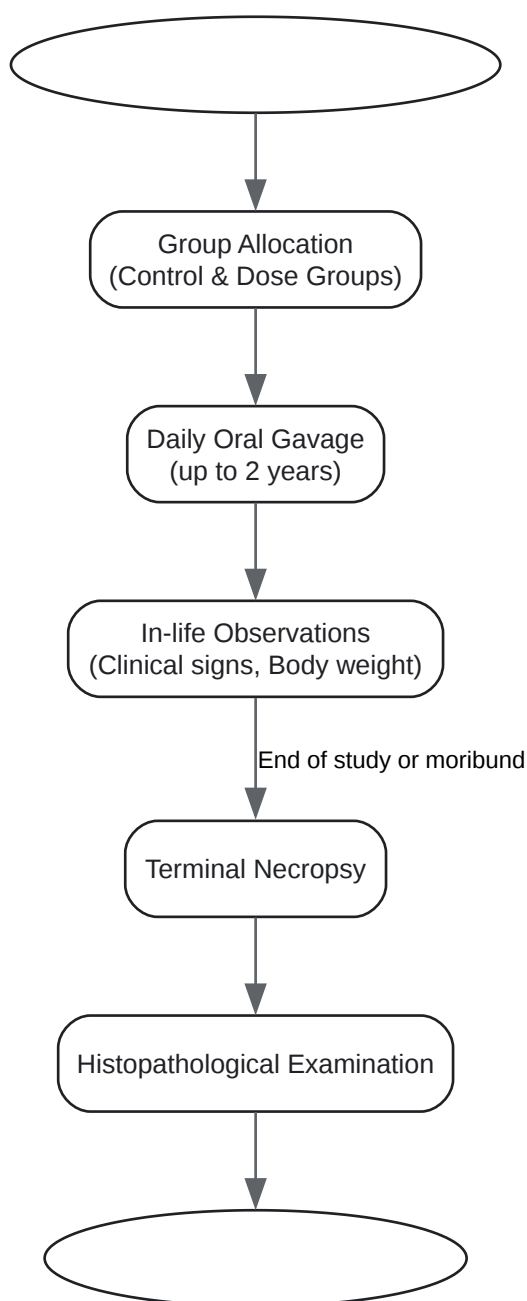 Group Allocation
(Control & Dose Groups)
Daily Oral Gavage
(up to 2 years)
In-life Observations
(Clinical signs, Body weight)
End of study or moribund
Terminal Necropsy
Histopathological Examination